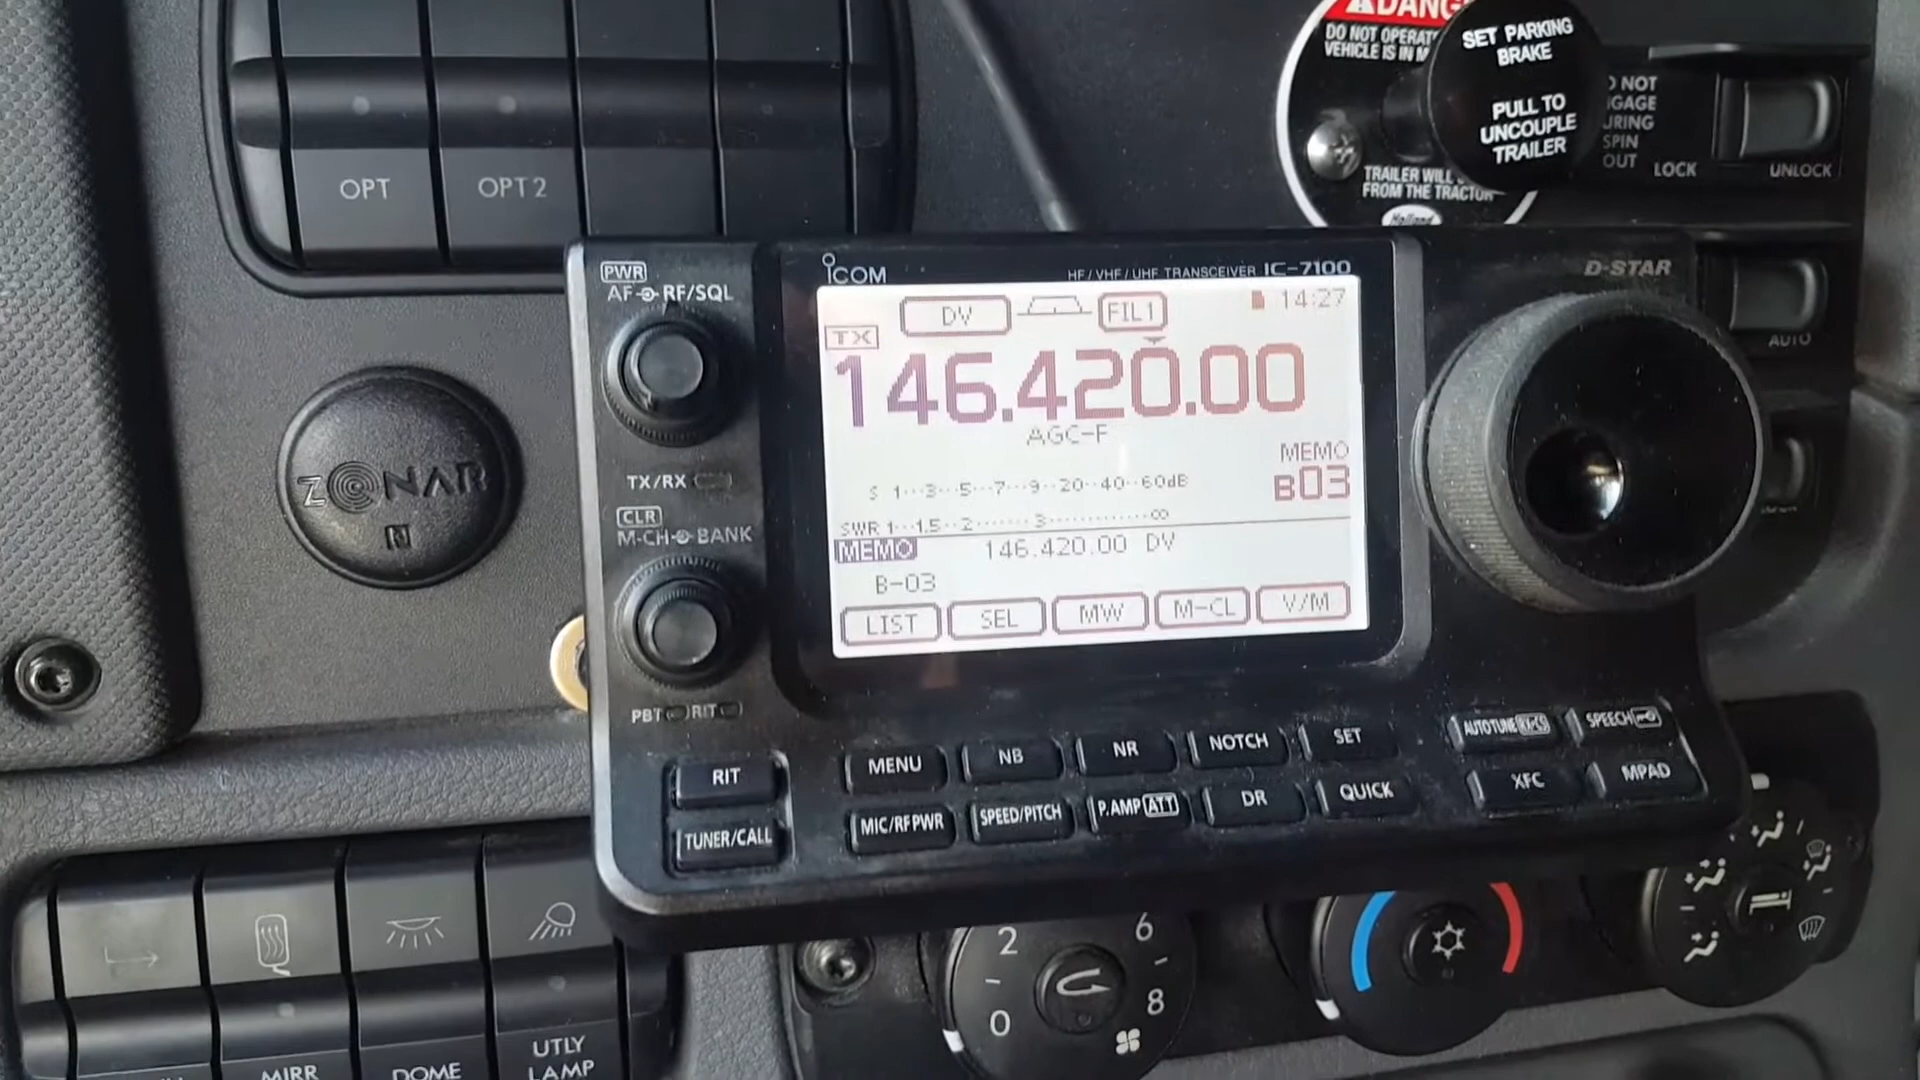 DANG
DO NOT OPERAT
VEHICLE IS IN M
SET PARKING
BRAKE
PULL TO
UNCOUPLE
TRAILER
TRAILER WILL
FROM THE TRACTOR
Holland
NOT
SPIN
OUT
LOCK
UNLOCK
OPT
OPT 2
PWR
AF RF/SQL
ICOM
HF/VHF/UHF TRANSCEIVER IC-7100
D-STAR
AUTO
DV
FIL1
14:27
TX
146.420.00
AGC-F
MEMO
B03
S 1···3··5··7···9··20··40··60dB
SWR 1··1.5··2·······3············∞
MEMO 146.420.00 DV
B-03
LIST SEL MW M-CL V/M
ZONAR
TX/RX
CLR
M-CH BANK
PBT RIT
RIT
TUNER/CALL
MENU NB NR NOTCH SET
AUTOTUNE SPEECH
MIC/RF PWR SPEED/PITCH P.AMP ATT DR QUICK
XFC MPAD
2 6
0 8
MIRR
DOME
UTLY
LAMP